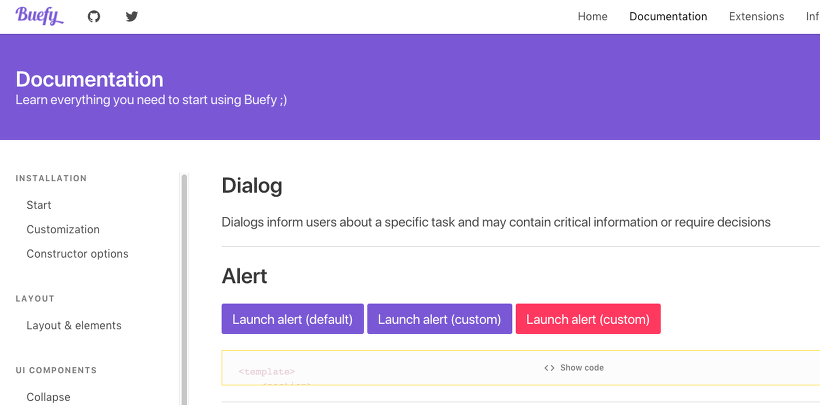 Buefy
Home Documentation Extensions Inf
Documentation
Learn everything you need to start using Buefy ;)
INSTALLATION
Start
Customization
Constructor options
LAYOUT
Layout & elements
UI COMPONENTS
Collapse
Dialog
Dialogs inform users about a specific task and may contain critical information or require decisions
Alert
Launch alert (default) Launch alert (custom) Launch alert (custom)
<> Show code
<template>